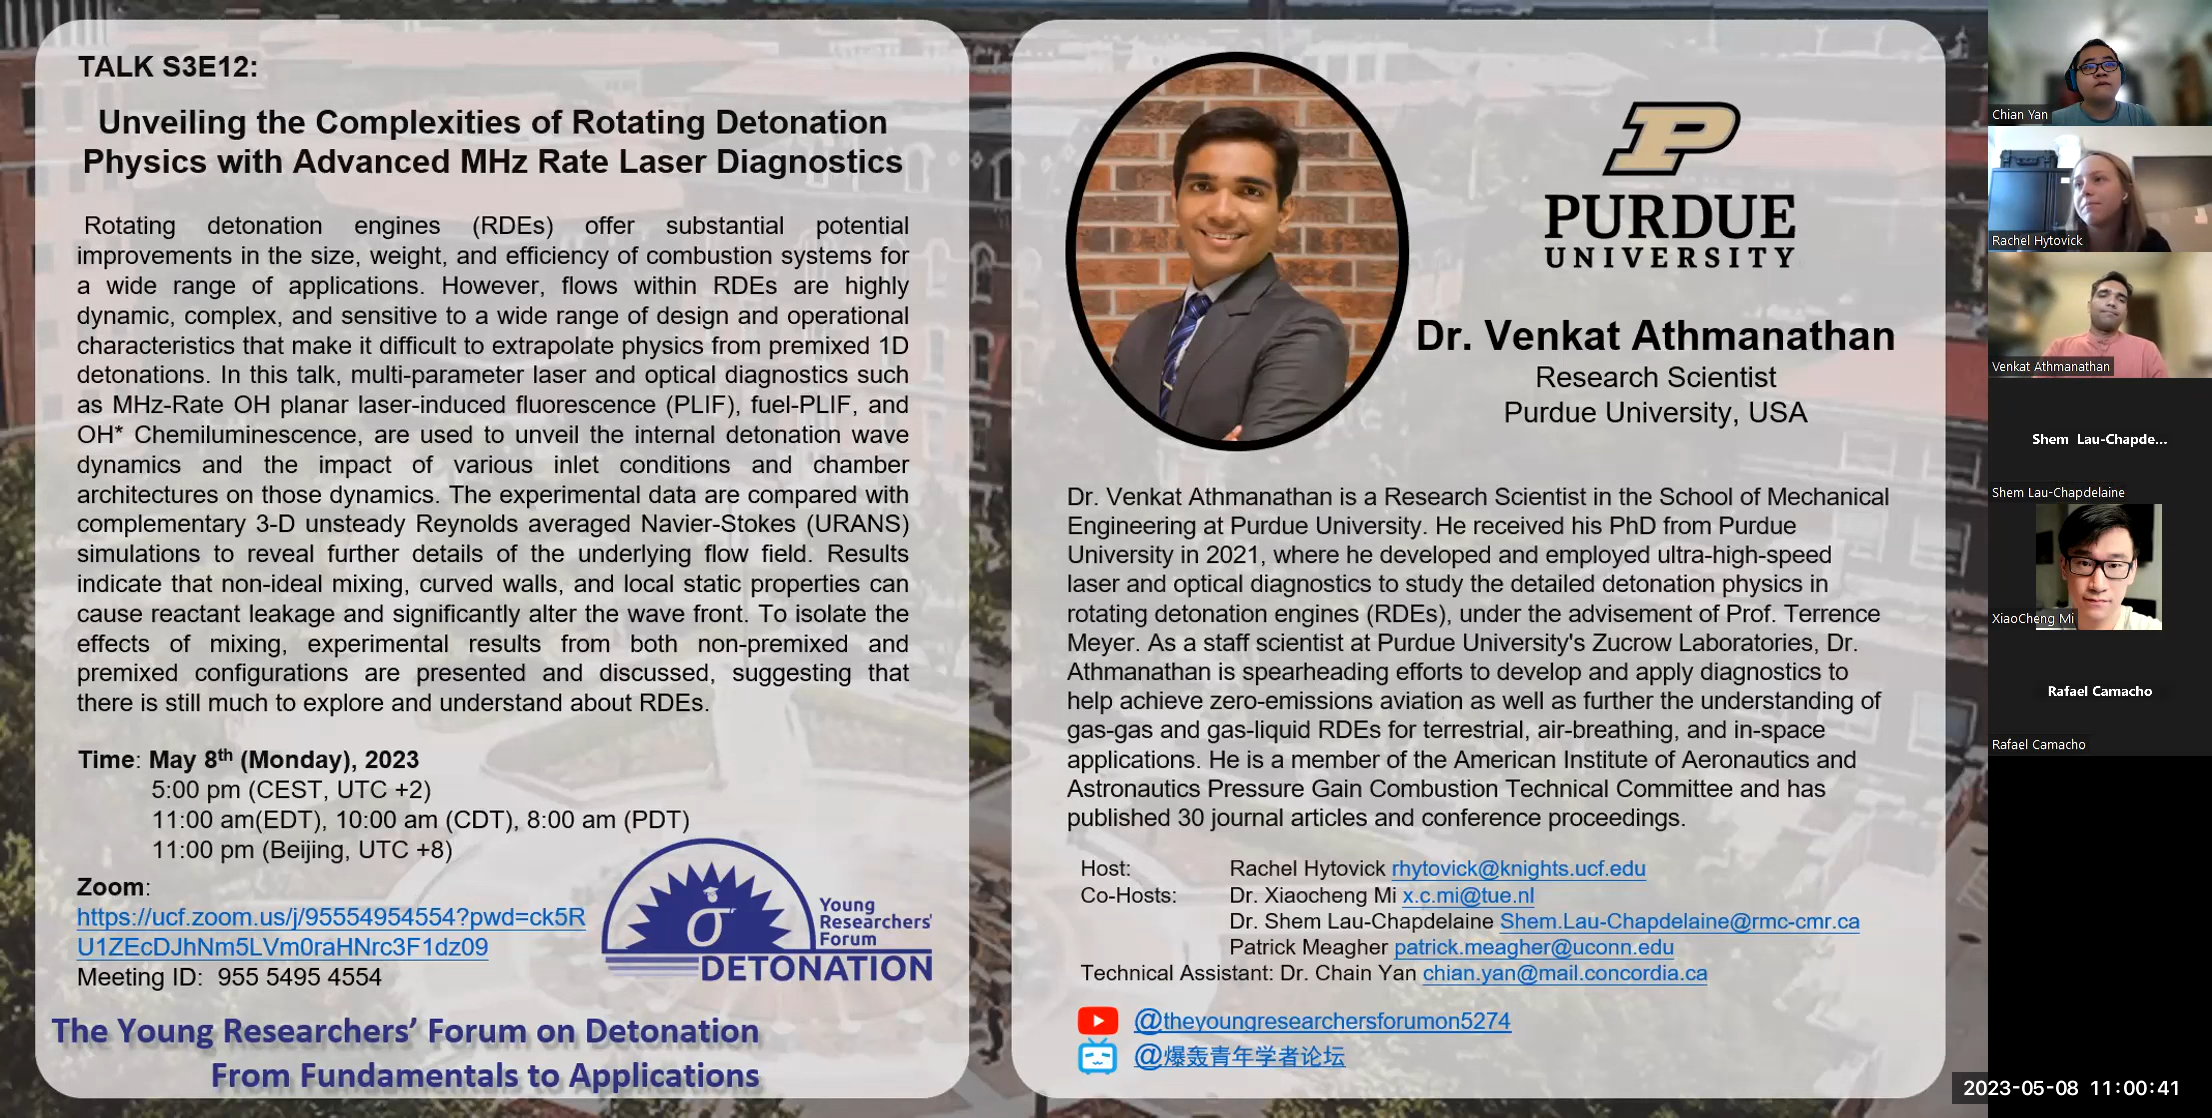 TALK S3E12:
Unveiling the Complexities of Rotating Detonation
Physics with Advanced MHz Rate Laser Diagnostics
Rotating detonation engines (RDEs) offer substantial potential
improvements in the size, weight, and efficiency of combustion systems for
a wide range of applications. However, flows within RDEs are highly
dynamic, complex, and sensitive to a wide range of design and operational
characteristics that make it difficult to extrapolate physics from premixed 1D
detonations. In this talk, multi-parameter laser and optical diagnostics such
as MHz-Rate OH planar laser-induced fluorescence (PLIF), fuel-PLIF, and
OH* Chemiluminescence, are used to unveil the internal detonation wave
dynamics and the impact of various inlet conditions and chamber
architectures on those dynamics. The experimental data are compared with
complementary 3-D unsteady Reynolds averaged Navier-Stokes (URANS)
simulations to reveal further details of the underlying flow field. Results
indicate that non-ideal mixing, curved walls, and local static properties can
cause reactant leakage and significantly alter the wave front. To isolate the
effects of mixing, experimental results from both non-premixed and
premixed configurations are presented and discussed, suggesting that
there is still much to explore and understand about RDEs.
Time: May 8th (Monday), 2023
5:00 pm (CEST, UTC +2)
11:00 am(EDT), 10:00 am (CDT), 8:00 am (PDT)
11:00 pm (Beijing, UTC +8)
Zoom:
https://ucf.zoom.us/j/95554954554?pwd=ck5R
U1ZEcDJhNm5LVm0raHNrc3F1dz09
Meeting ID: 955 5495 4554
σ
Young
Researchers'
Forum
DETONATION
The Young Researchers' Forum on Detonation
From Fundamentals to Applications
P
PURDUE
UNIVERSITY
Dr. Venkat Athmanathan
Research Scientist
Purdue University, USA
Dr. Venkat Athmanathan is a Research Scientist in the School of Mechanical
Engineering at Purdue University. He received his PhD from Purdue
University in 2021, where he developed and employed ultra-high-speed
laser and optical diagnostics to study the detailed detonation physics in
rotating detonation engines (RDEs), under the advisement of Prof. Terrence
Meyer. As a staff scientist at Purdue University's Zucrow Laboratories, Dr.
Athmanathan is spearheading efforts to develop and apply diagnostics to
help achieve zero-emissions aviation as well as further the understanding of
gas-gas and gas-liquid RDEs for terrestrial, air-breathing, and in-space
applications. He is a member of the American Institute of Aeronautics and
Astronautics Pressure Gain Combustion Technical Committee and has
published 30 journal articles and conference proceedings.
Host: Rachel Hytovick rhytovick@knights.ucf.edu
Co-Hosts: Dr. Xiaocheng Mi x.c.mi@tue.nl
Dr. Shem Lau-Chapdelaine Shem.Lau-Chapdelaine@rmc-cmr.ca
Patrick Meagher patrick.meagher@uconn.edu
Technical Assistant: Dr. Chain Yan chian.yan@mail.concordia.ca
@theyoungresearchersforumon5274
@爆轰青年学者论坛
Chian Yan
Rachel Hytovick
Venkat Athmanathan
Shem Lau-Chapde...
Shem Lau-Chapdelaine
XiaoCheng Mi
Rafael Camacho
Rafael Camacho
2023-05-08 11:00:41